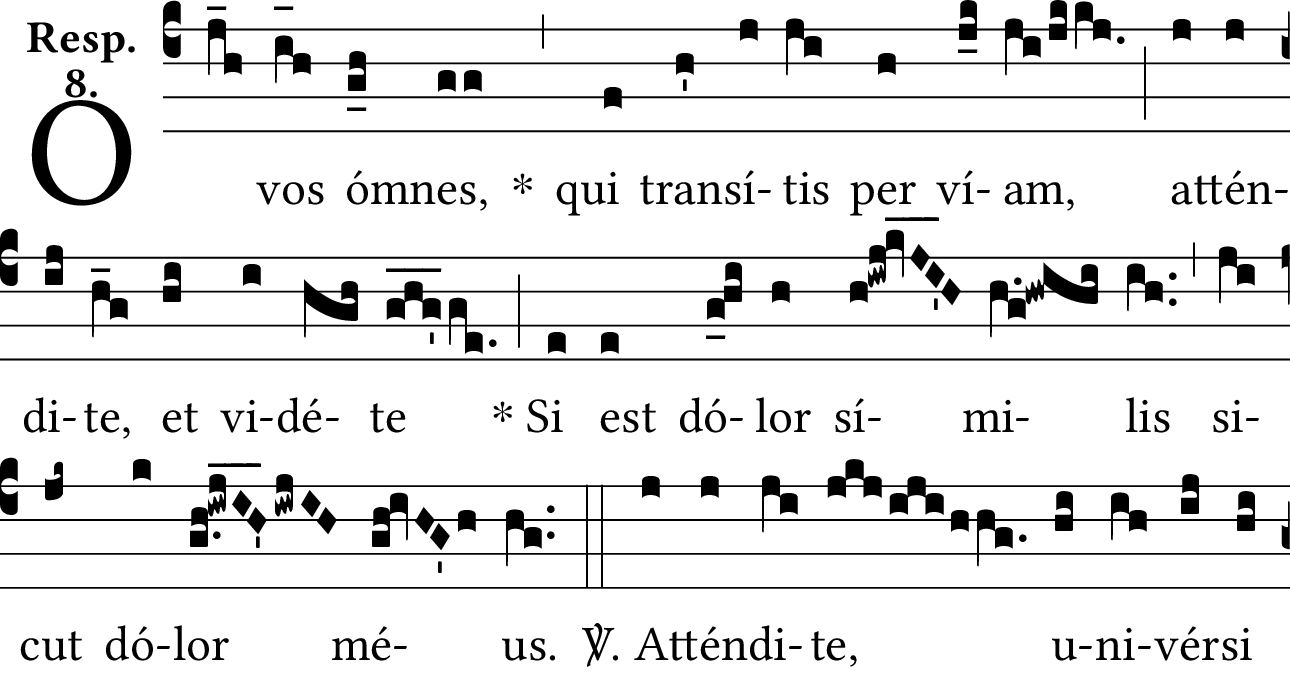 Resp.
8.
O vos ómnes, * qui transí- tis per ví- am, attén-
di- te, et vi- dé- te * Si est dó- lor sí- mi- lis si-
cut dó- lor mé- us. ℣. Atténdi- te, u- ni- vérsi